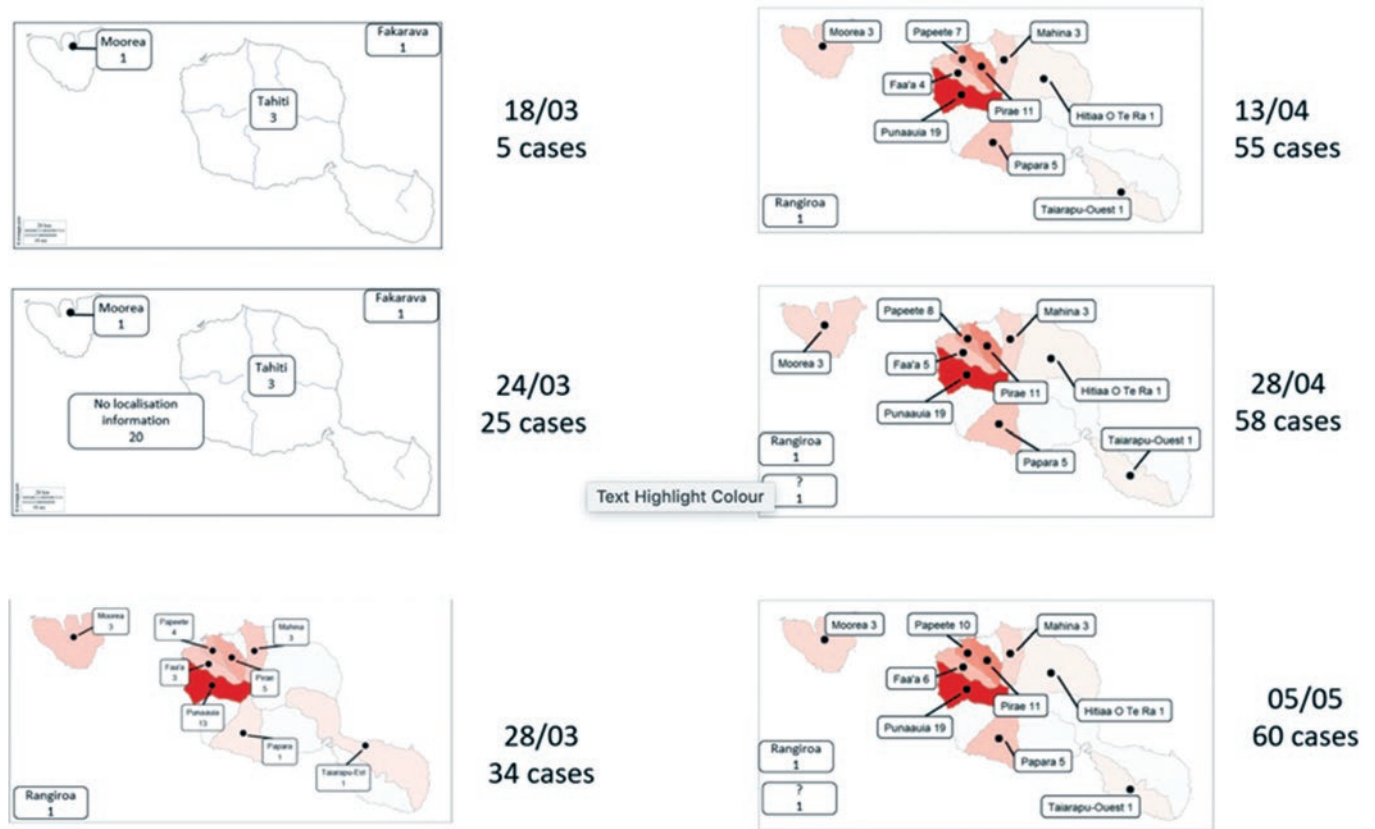 Moorea
1
Fakarava
1
Tahiti
3
18/03
5 cases
Moorea
1
Fakarava
1
Tahiti
3
No localisation
information
20
24/03
25 cases
Moorea
3
Papeete
4
Mahina
3
Faa'a
3
Pirae
5
Punaauia
13
Papara
1
Taiarapu-Est
1
Rangiroa
1
28/03
34 cases
Moorea 3
Papeete 7
Mahina 3
Faa'a 4
Pirae 11
Hitiaa O Te Ra 1
Punaauia 19
Papara 5
Taiarapu-Ouest 1
Rangiroa
1
13/04
55 cases
Papeete 8
Mahina 3
Moorea 3
Faa'a 5
Pirae 11
Hitiaa O Te Ra 1
Punaauia 19
Taiarapu-Ouest 1
Rangiroa
1
Papara 5
?
1
28/04
58 cases
Text Highlight Colour
Moorea 3
Papeete 10
Mahina 3
Faa'a 6
Pirae 11
Hitiaa O Te Ra 1
Punaauia 19
Rangiroa
1
Papara 5
?
1
Taiarapu-Ouest 1
05/05
60 cases